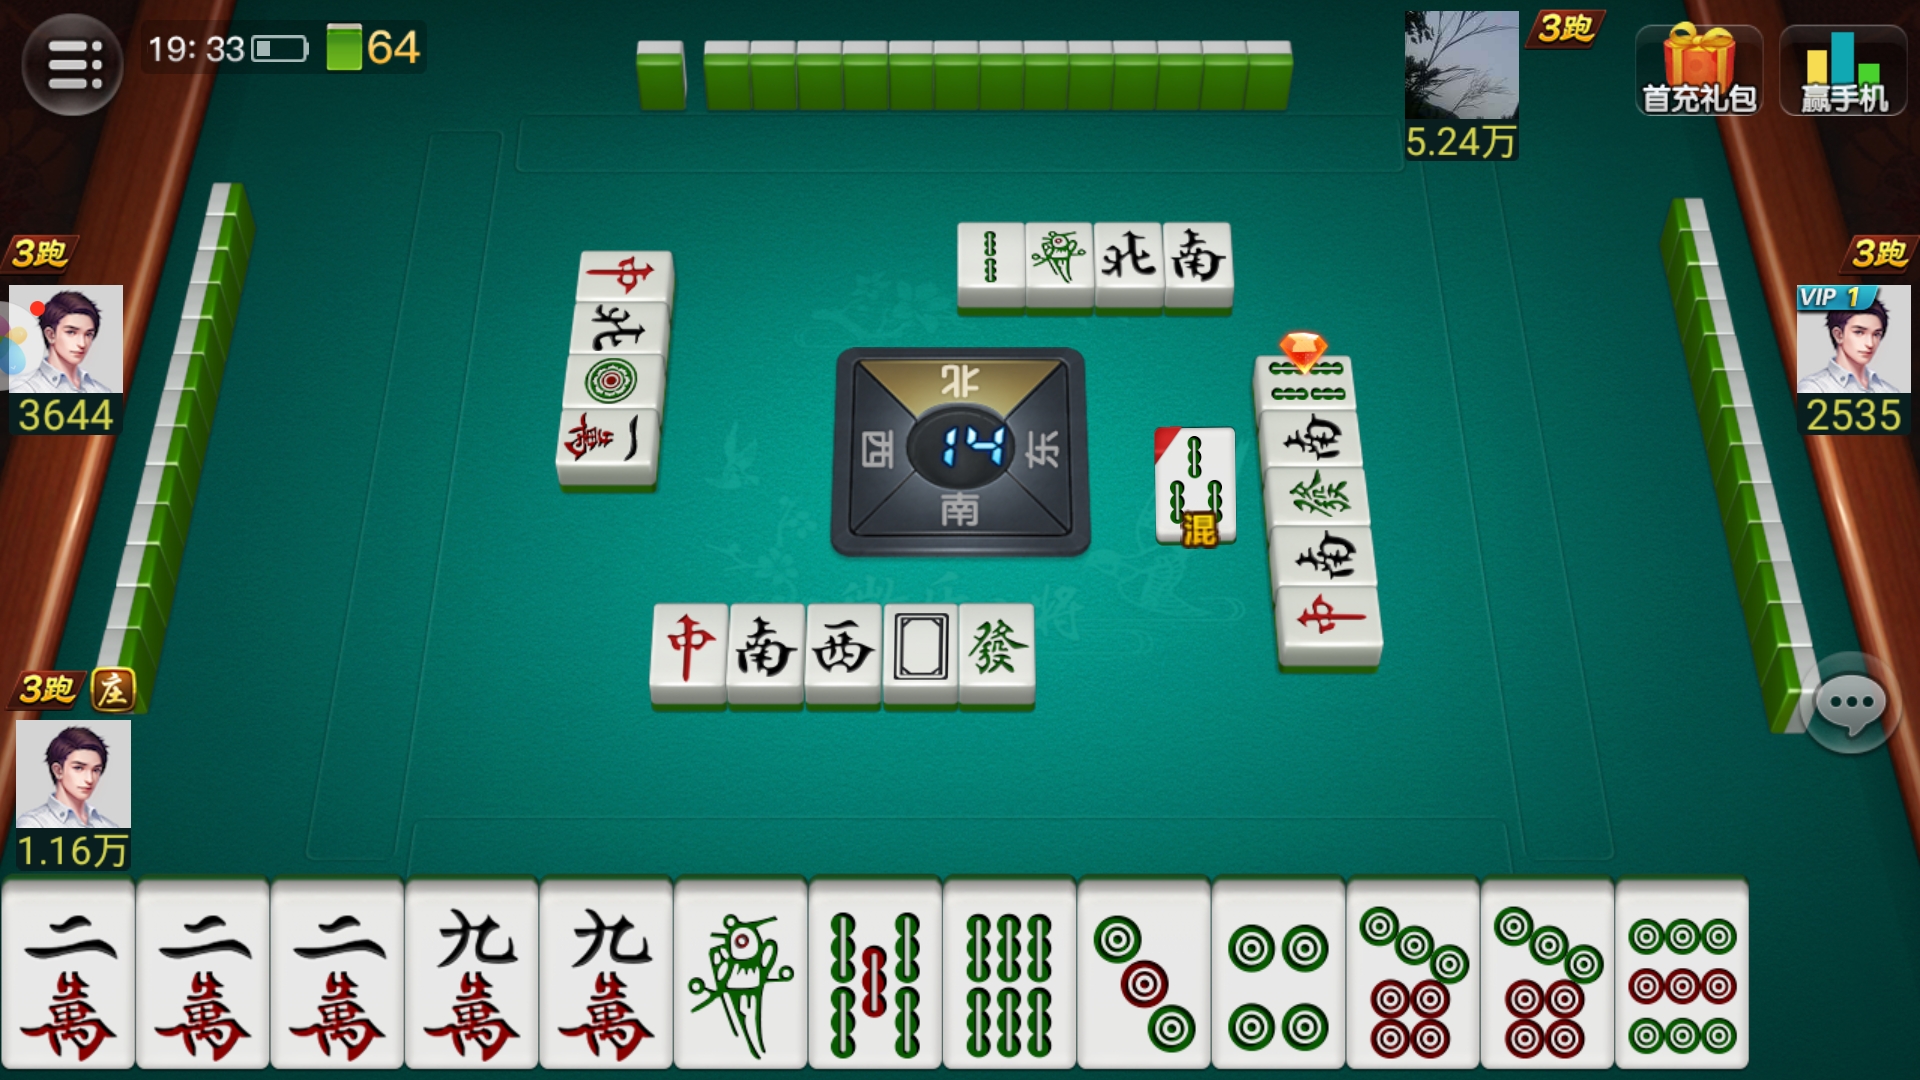 19:33
64
3跑
5.24万
首充礼包
赢手机
3跑
3644
3跑
VIP 1
2535
北
南
中
北
一萬
北
西
14
东
南
混
南
發
南
中
中
南
西
發
3跑
庄
1.16万
二萬
二萬
二萬
九萬
九萬